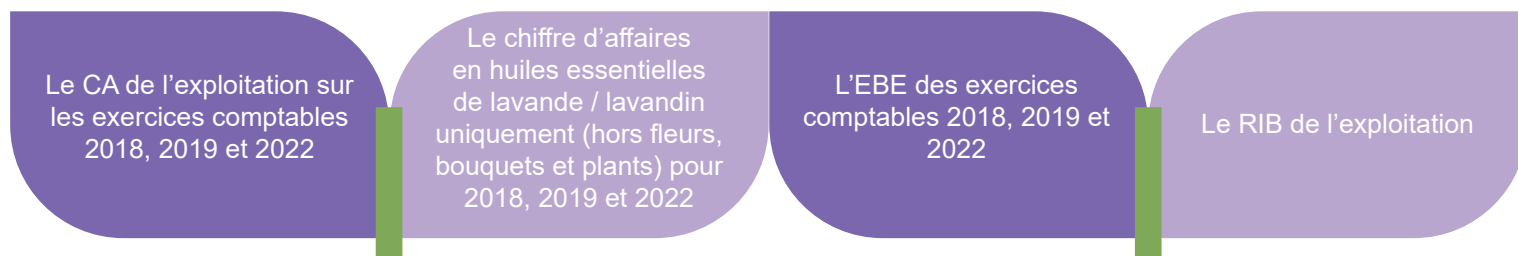 Le CA de l’exploitation sur
les exercices comptables
2018, 2019 et 2022
Le chiffre d’affaires
en huiles essentielles
de lavande / lavandin
uniquement (hors fleurs,
bouquets et plants) pour
2018, 2019 et 2022
L’EBE des exercices
comptables 2018, 2019 et
2022
Le RIB de l’exploitation